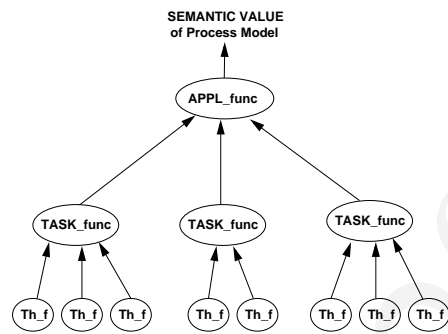 SEMANTIC VALUE
of Process Model
APPL_func
TASK_func TASK_func TASK_func
Th_f Th_f Th_f Th_f Th_f Th_f Th_f Th_f